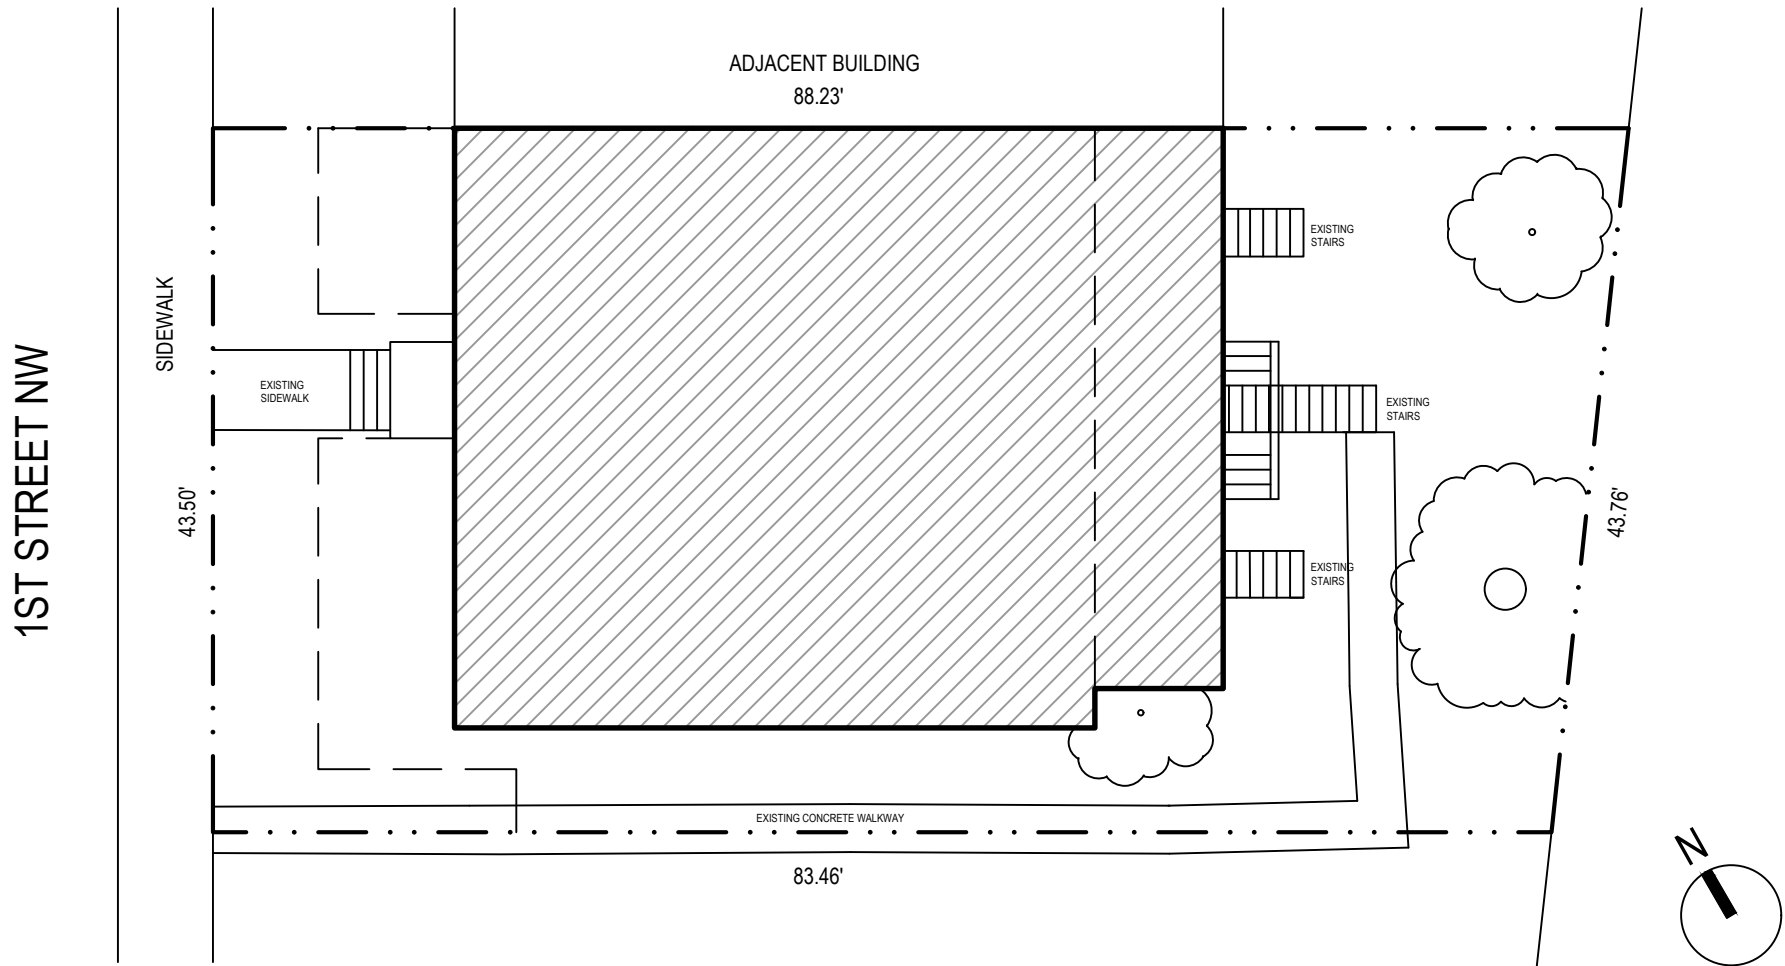 ADJACENT BUILDING
88.23'
EXISTING
STAIRS
SIDEWALK
1ST STREET NW
EXISTING
SIDEWALK
EXISTING
STAIRS
43.50'
43.76'
EXISTING
STAIRS
EXISTING CONCRETE WALKWAY
83.46'
N